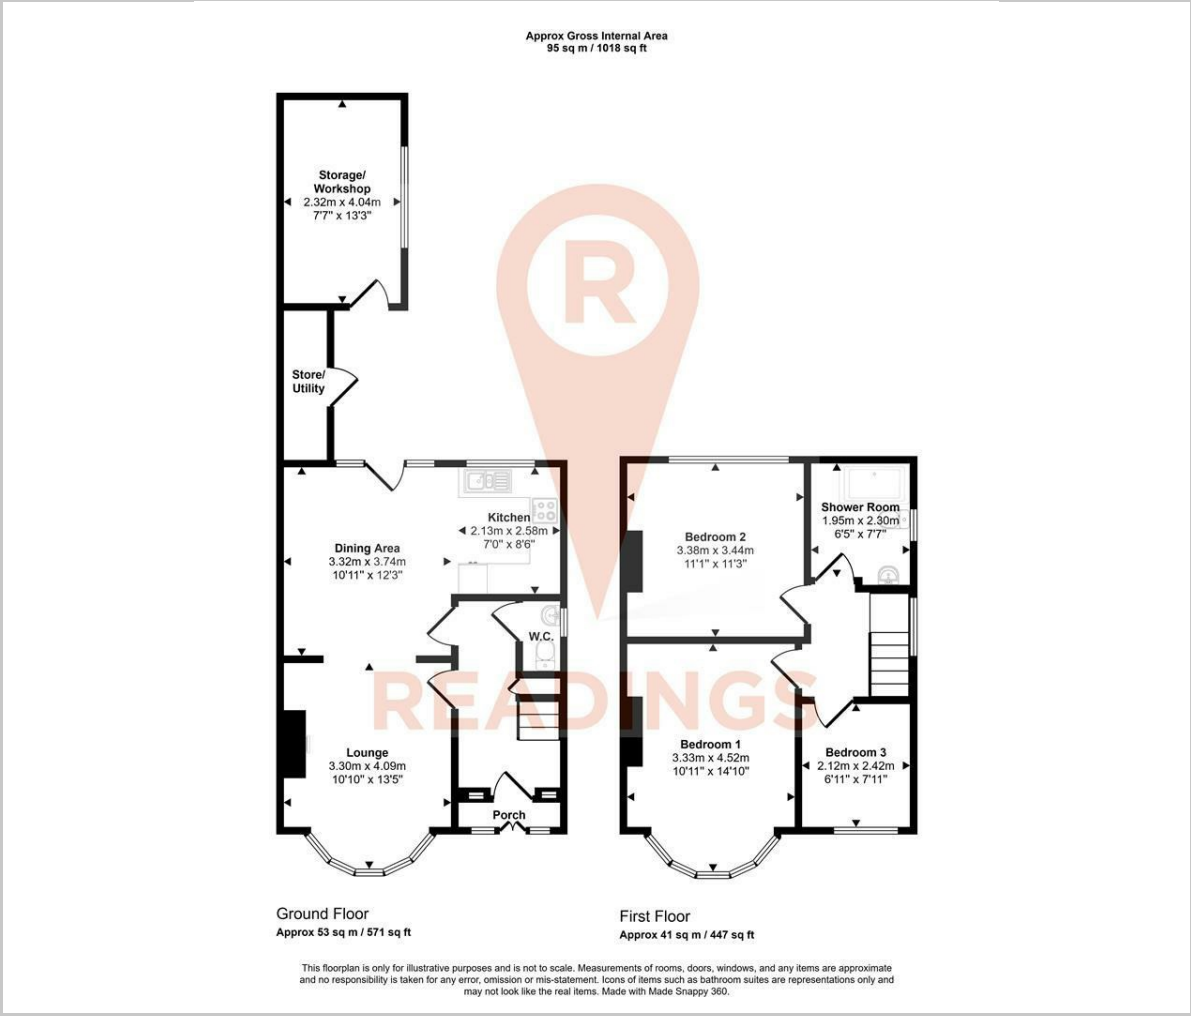 Approx Gross Internal Area
95 sq m / 1018 sq ft
Storage/
Workshop
2.32m x 4.04m
7'7" x 13'3"
R
Store/
Utility
Kitchen
2.13m x 2.58m
7'0" x 8'6"
Dining Area
3.32m x 3.74m
10'11" x 12'3"
W.C.
Lounge
3.30m x 4.09m
10'10" x 13'5"
Porch
Shower Room
1.95m x 2.30m
6'5" x 7'7"
Bedroom 2
3.38m x 3.44m
11'1" x 11'3"
READINGS
Bedroom 1
3.33m x 4.52m
10'11" x 14'10"
Bedroom 3
2.12m x 2.42m
6'11" x 7'11"
Ground Floor
Approx 53 sq m / 571 sq ft
First Floor
Approx 41 sq m / 447 sq ft
This floorplan is only for illustrative purposes and is not to scale. Measurements of rooms, doors, windows, and any items are approximate
and no responsibility is taken for any error, omission or mis-statement. Icons of items such as bathroom suites are representations only and
may not look like the real items. Made with Made Snappy 360.